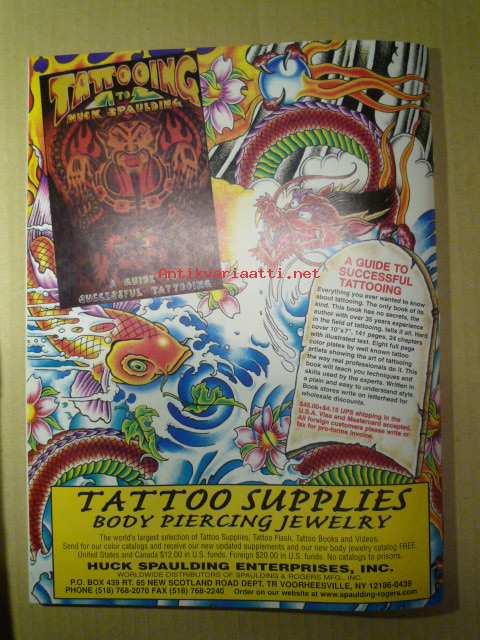 TATTOOING
A TO Z
HUCK SPAULDING
GUIDE
SUCCESSFUL TATTOOING
Antikvariaatti.net
A GUIDE TO
SUCCESSFUL
TATTOOING
Everything you ever wanted to know
about tattooing. The only book of its
kind. This book has no secrets, the
author with over 35 years experience
in the field of tattooing, tells it all. Hard
cover 10"x7", 141 pages, 24 chapters
with illustrated text. Eight full page
color plates by well known tattoo
artists showing the art of tattooing
the way real professionals do it. This
book will teach you techniques and
skills used by the experts. Written in
a plain and easy to understand style.
Book stores write on letterhead for
wholesale discounts.
$45.00+$4.15 UPS shipping in the
U.S.A. Visa and Mastercard accepted.
All foreign customers please write or
fax for pro-forma invoice.
TATTOO SUPPLIES
BODY PIERCING JEWELRY
The world's largest selection of Tattoo Supplies, Tattoo Flash, Tattoo Books and Videos.
Send for our color catalogs and receive our new updated supplements and our new body jewelry catalog FREE.
United States and Canada $12.00 in U.S. funds. Foreign $20.00 in U.S. funds. No catalogs to prisons.
HUCK SPAULDING ENTERPRISES, INC.
WORLDWIDE DISTRIBUTORS OF SPAULDING & ROGERS MFG., INC.
P.O. BOX 439 RT. 85 NEW SCOTLAND ROAD DEPT. TR VOORHEESVILLE, NY 12186-0439
PHONE (518) 768-2070 FAX (518) 768-2240 Order on our website at www.spaulding-rogers.com